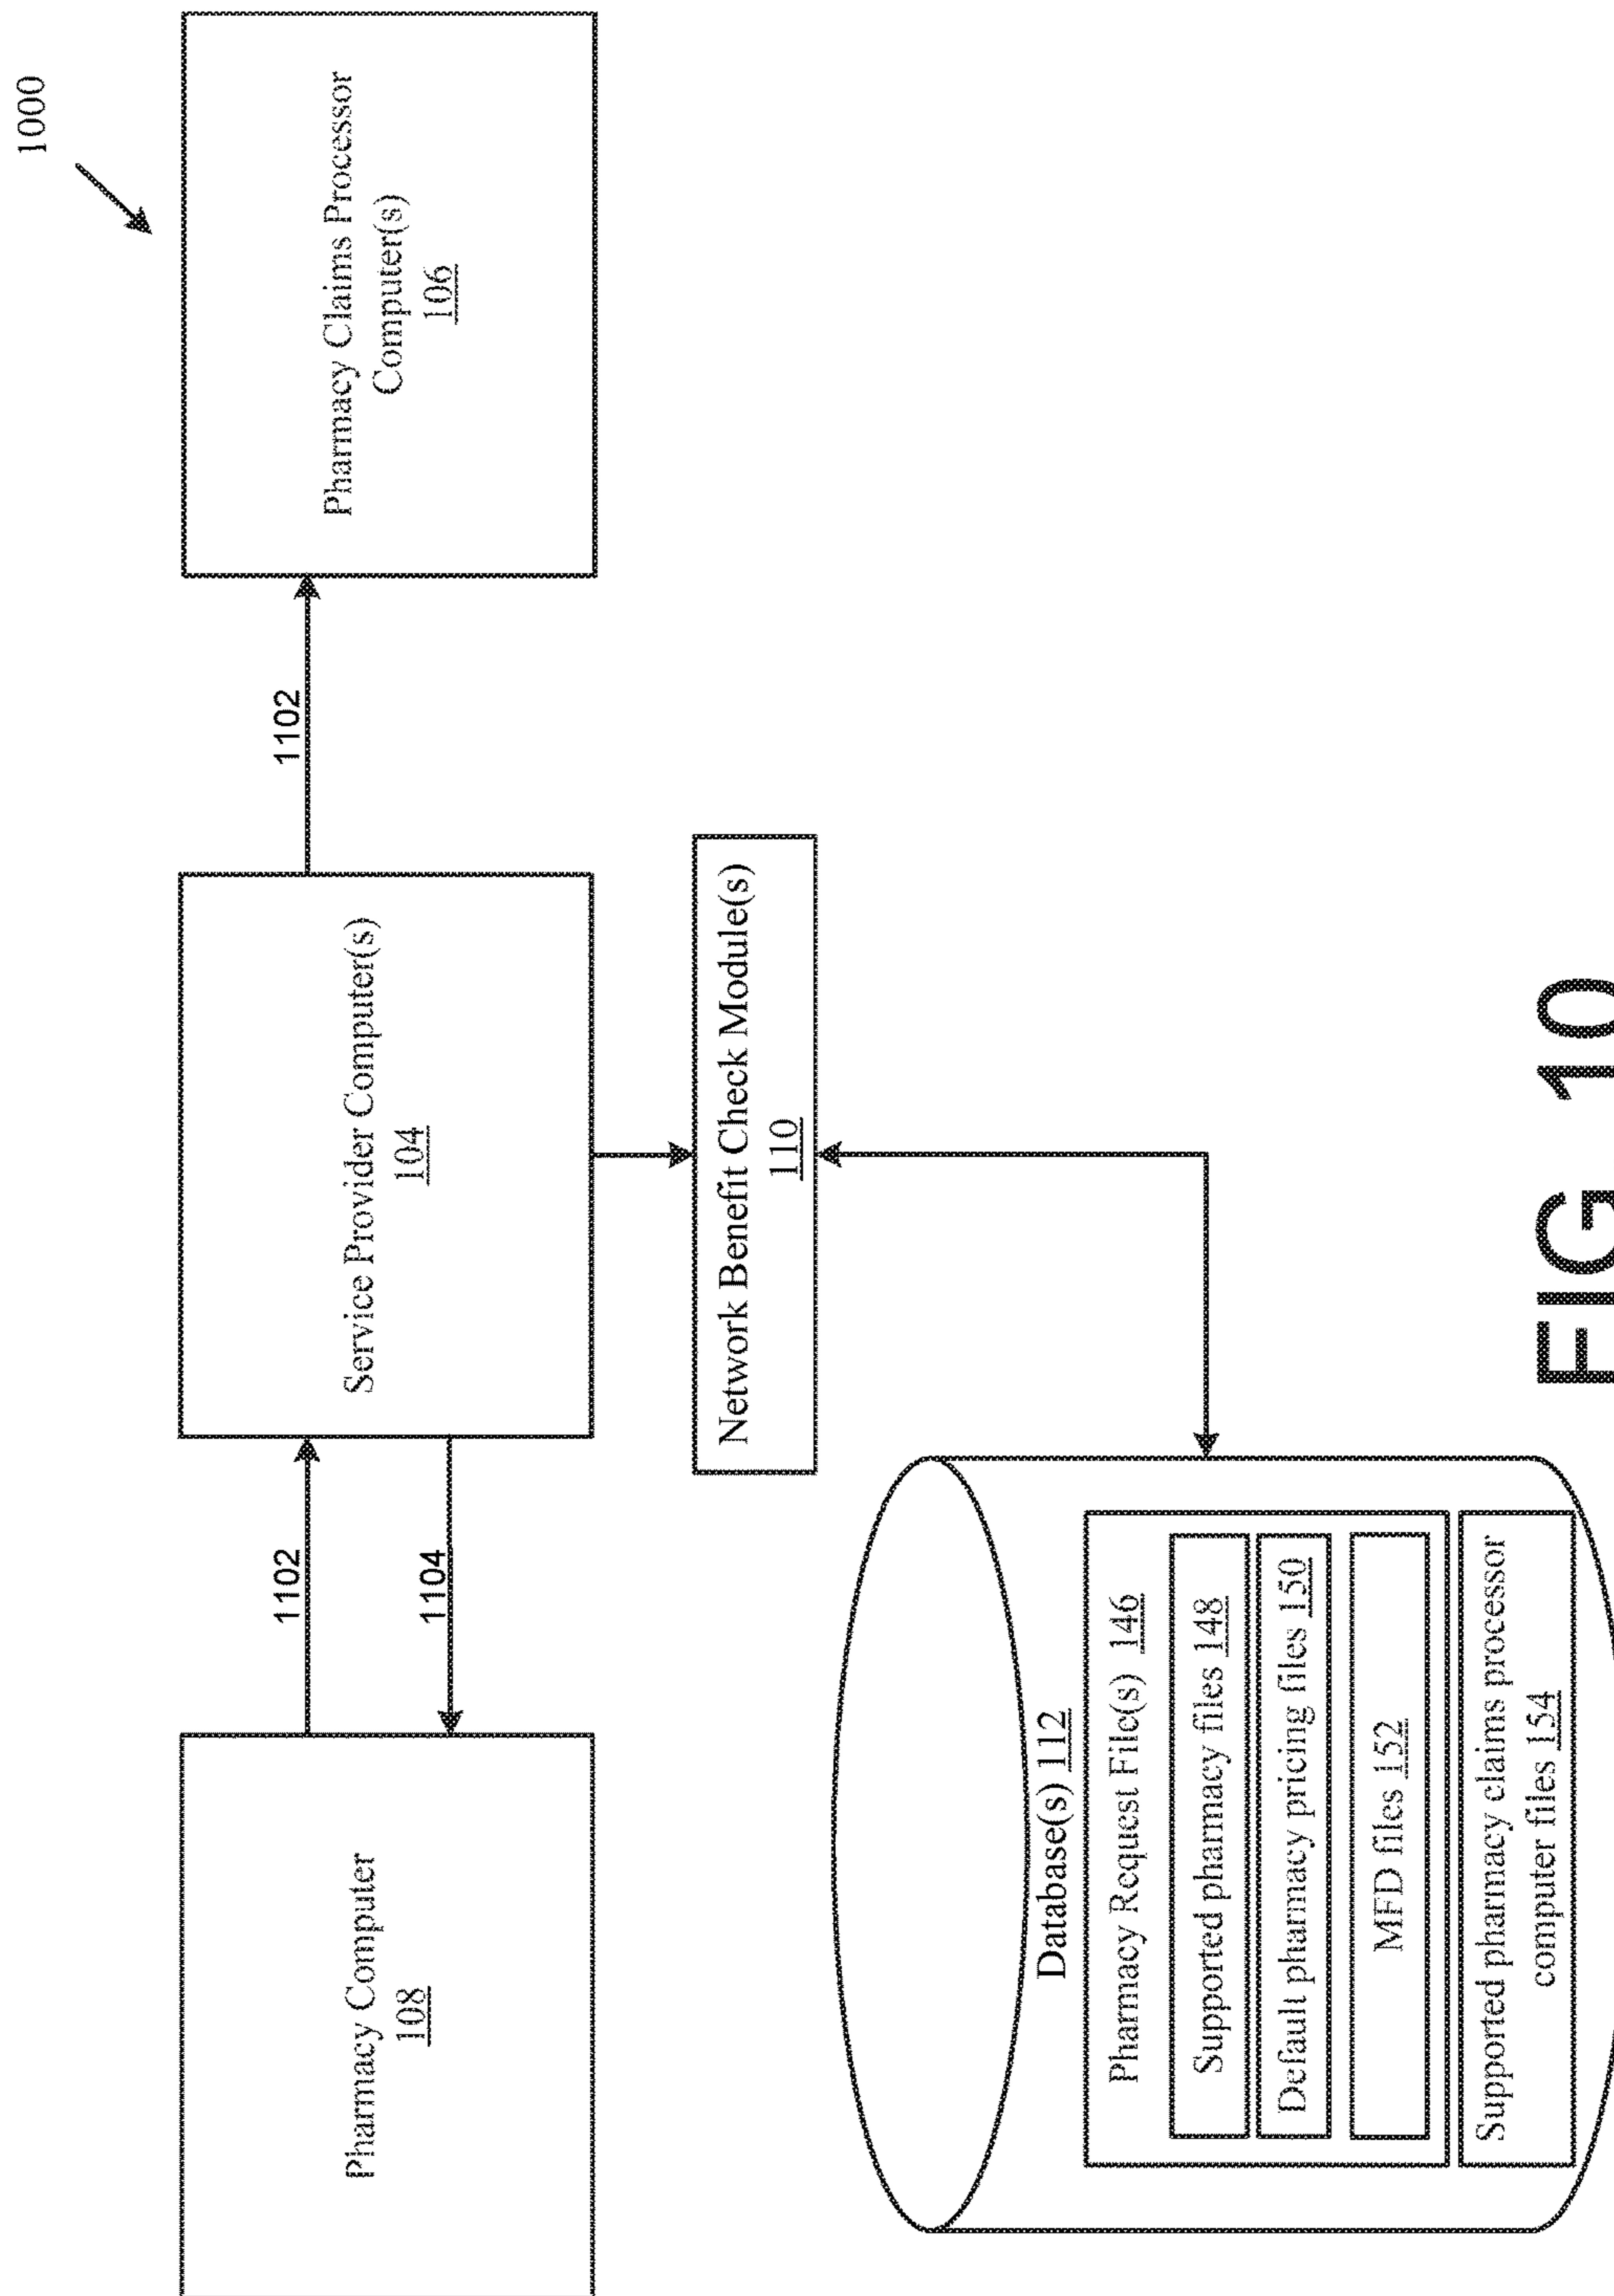 1000
Pharmacy Computer
108
1102
1104
Service Provider Computer(s)
104
1102
Pharmacy Claims Processor
Computer(s)
106
Network Benefit Check Module(s)
110
Database(s) 112
Pharmacy Request File(s) 146
Supported pharmacy files 148
Default pharmacy pricing files 150
MFD files 152
Supported pharmacy claims processor
computer files 154
FIG 10